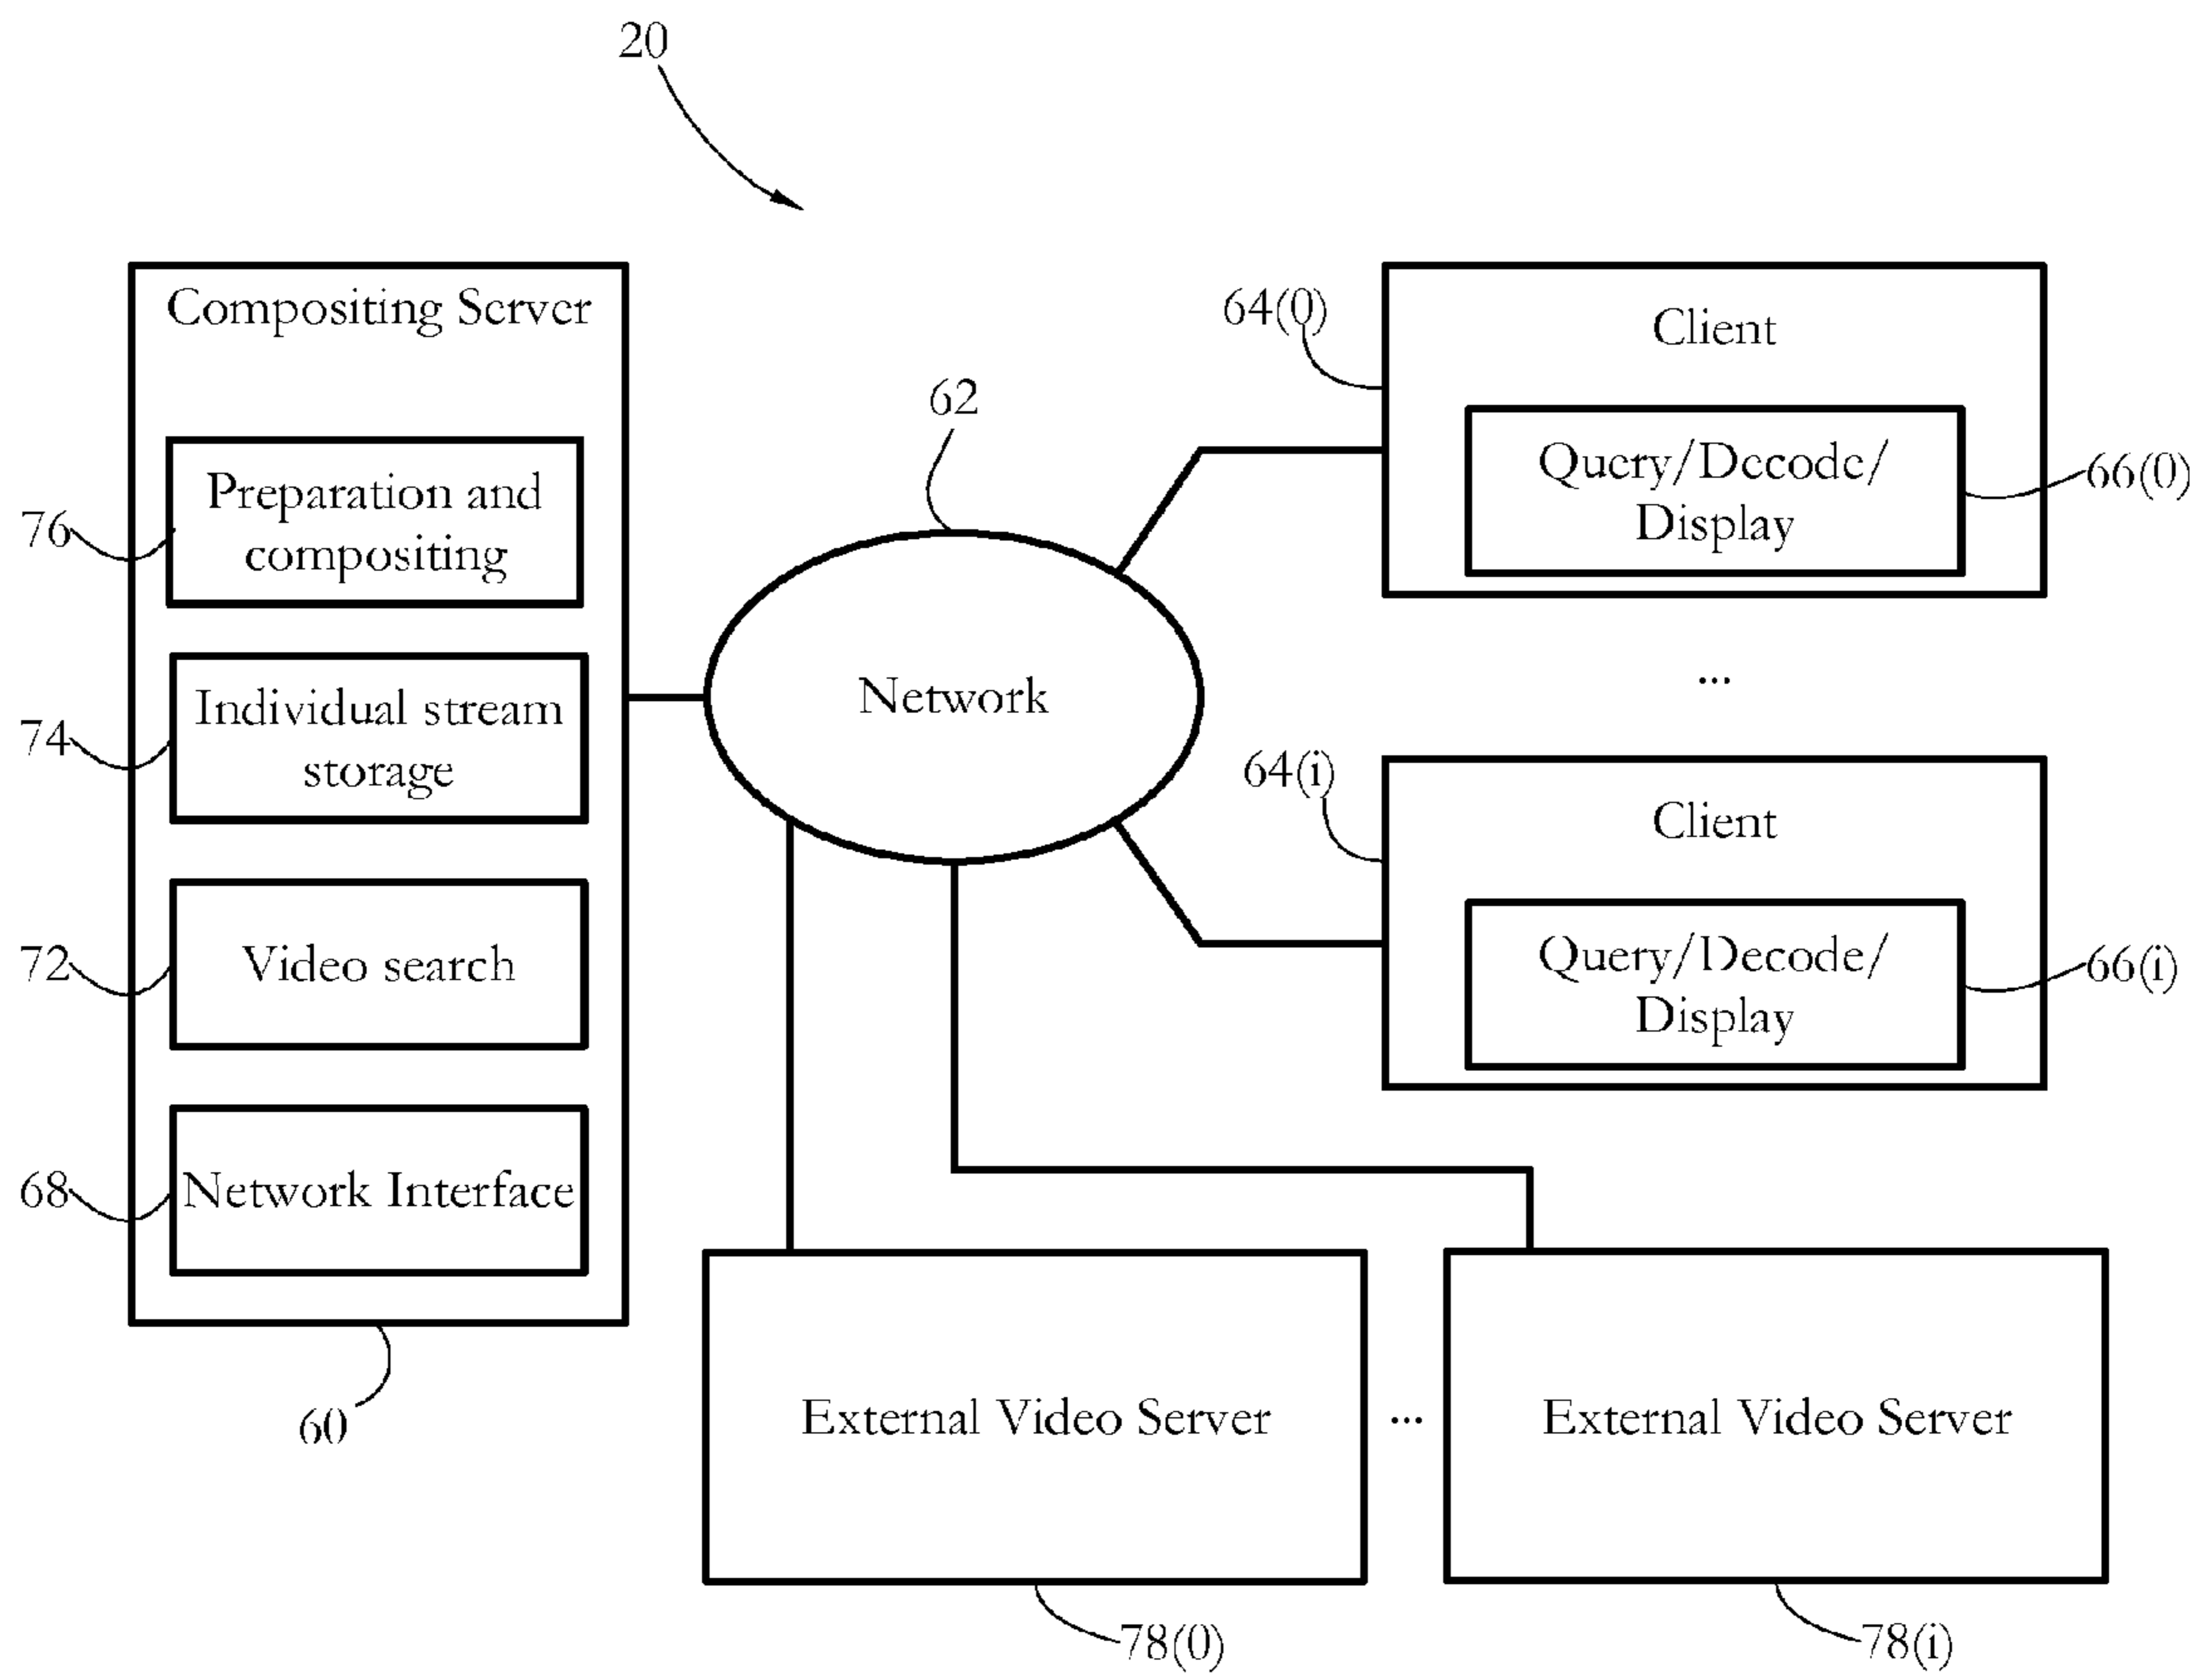 20
Compositing Server
Preparation and
compositing
76
Individual stream
storage
74
Video search
72
Network Interface
68
60
62
Network
64(0)
Client
Query/Decode/
Display
66(0)
...
64(i)
Client
Query/Decode/
Display
66(i)
External Video Server
...
External Video Server
78(0)
78(i)